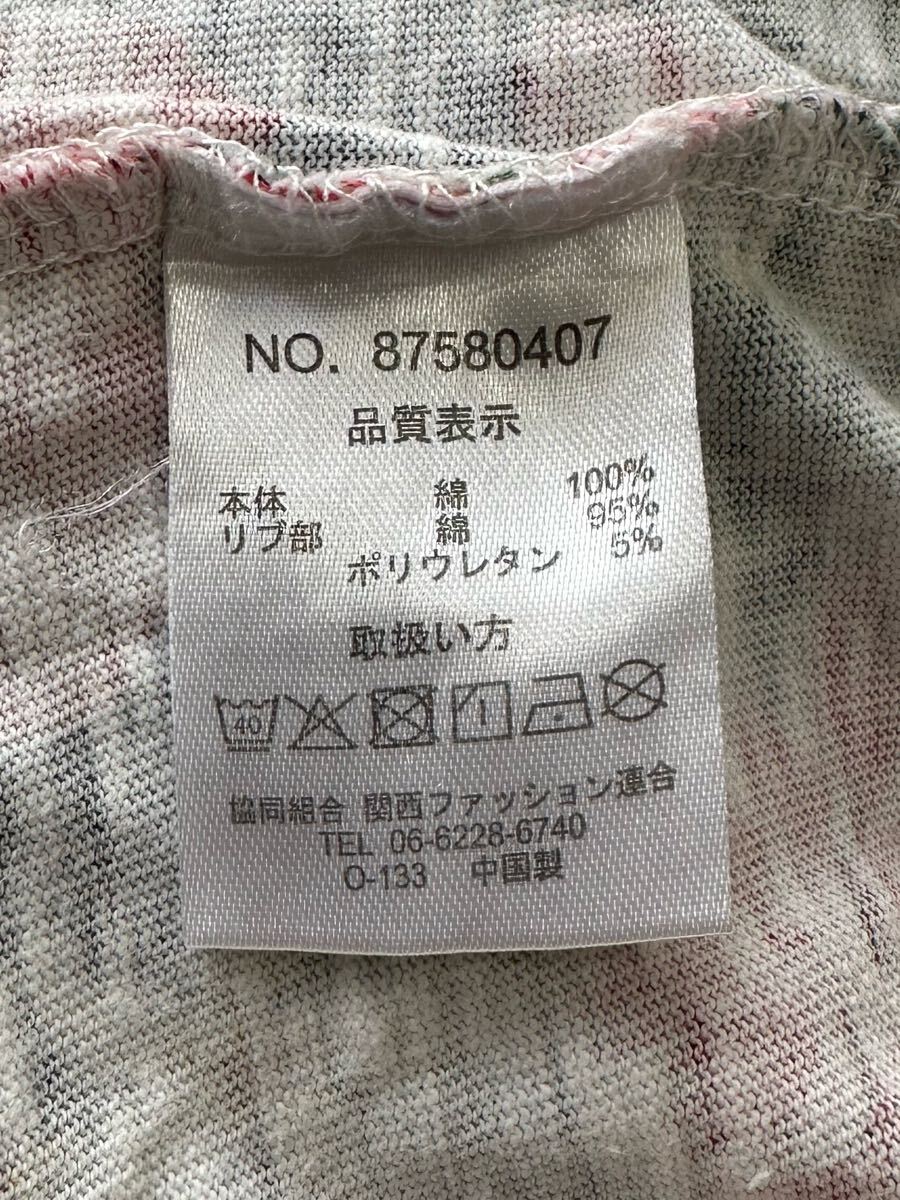 NO. 87580407
品質表示
本体 綿 100%
リブ部 綿 95%
ポリウレタン 5%
取扱い方
40
協同組合 関西ファッション連合
TEL 06-6228-6740
O-133 中国製